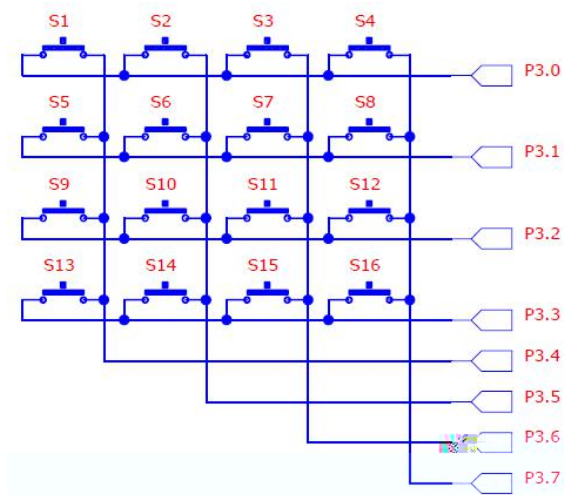 S1 S2 S3 S4
P3.0
S5 S6 S7 S8
P3.1
S9 S10 S11 S12
P3.2
S13 S14 S15 S16
P3.3
P3.4
P3.5
P3.6
P3.7